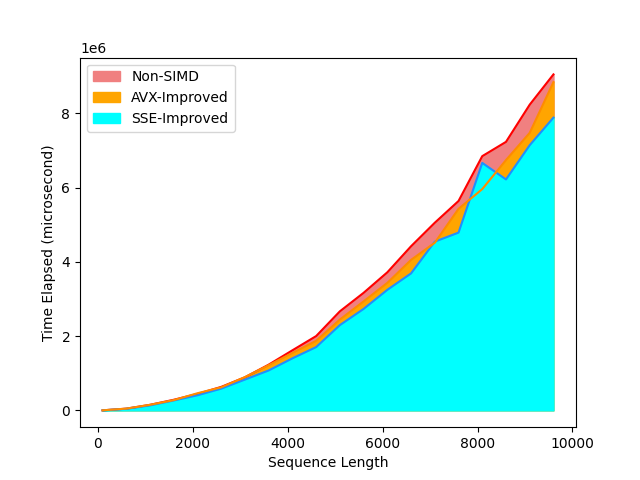 1e6
Non-SIMD
AVX-Improved
SSE-Improved
Time Elapsed (microsecond)
8
6
4
2
0
0 2000 4000 6000 8000 10000
Sequence Length